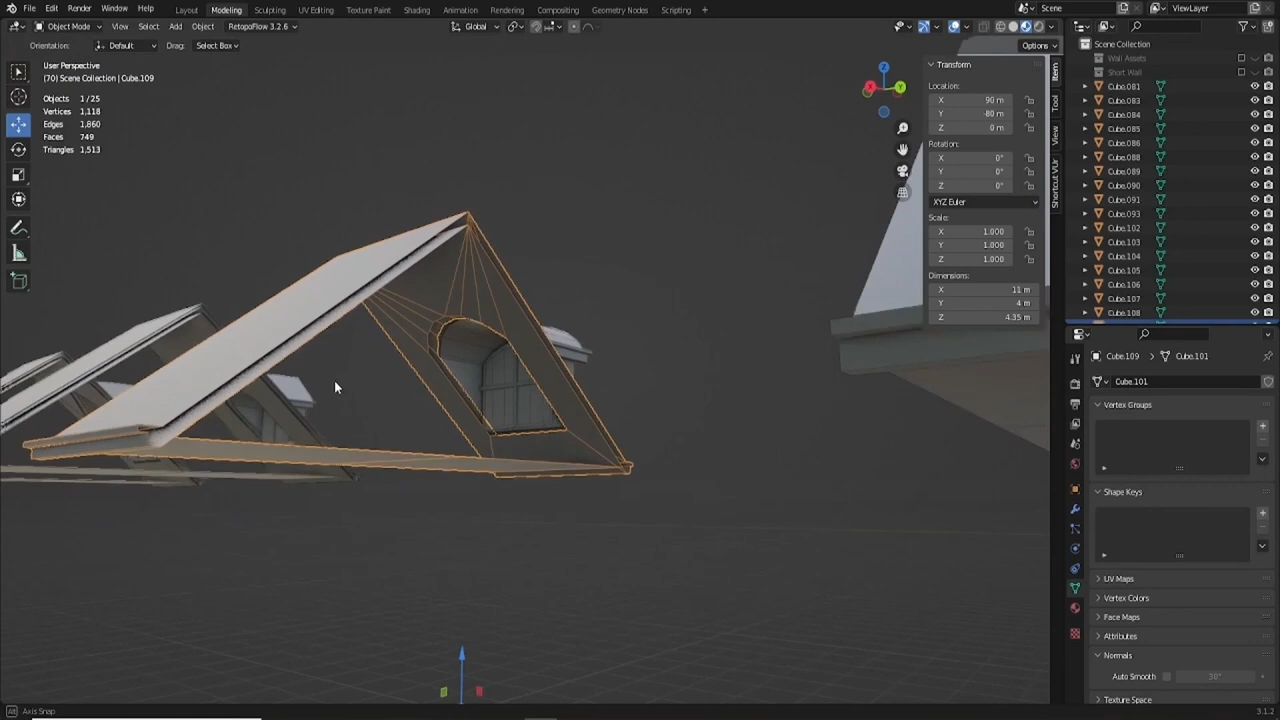 File Edit Render Window Help Layout Modeling Sculpting UV Editing Texture Paint Shading Animation Rendering Compositing Geometry Nodes Scripting + Scene ViewLayer
Object Mode View Select Add Object RetopoFlow 3.2.6 Global
Orientation: Default Drag: Select Box Options
User Perspective
(70) Scene Collection | Cube.109
Objects 1/25
Vertices 1,118
Edges 1,860
Faces 749
Triangles 1,513
Z
X
Y
Transform
Location:
X 90 m
Y -80 m
Z 0 m
Rotation:
X 0°
Y 0°
Z 0°
XYZ Euler
Scale:
X 1.000
Y 1.000
Z 1.000
Dimensions:
X 11 m
Y 4 m
Z 4.35 m
Item
Tool
View
Shortcut VUr
Scene Collection
Wall Assets
Short Wall
Cube.081
Cube.083
Cube.084
Cube.085
Cube.086
Cube.088
Cube.089
Cube.090
Cube.091
Cube.093
Cube.102
Cube.103
Cube.104
Cube.105
Cube.106
Cube.107
Cube.108
Cube.109 > Cube.101
Cube.101
Vertex Groups
Shape Keys
UV Maps
Vertex Colors
Face Maps
Attributes
Normals
Auto Smooth 30°
Texture Space
Axis Snap
3.1.2